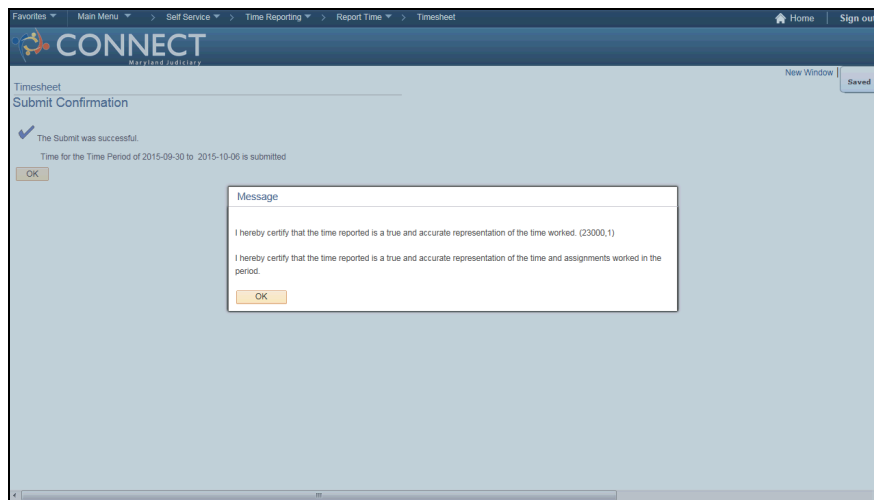 Favorites Main Menu > Self Service > Time Reporting > Report Time > Timesheet Home Sign out
CONNECT
Maryland Judiciary
New Window
Saved
Timesheet
Submit Confirmation
The Submit was successful.
Time for the Time Period of 2015-09-30 to 2015-10-06 is submitted
OK
Message
I hereby certify that the time reported is a true and accurate representation of the time worked. (23000,1)
I hereby certify that the time reported is a true and accurate representation of the time and assignments worked in the
period.
OK